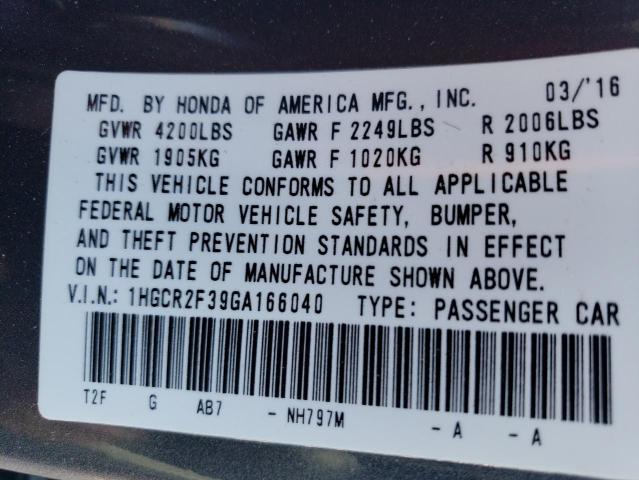 MFD. BY HONDA OF AMERICA MFG., INC. 03/'16
GVWR 4200LBS GAWR F 2249LBS R 2006LBS
GVWR 1905KG GAWR F 1020KG R 910KG
THIS VEHICLE CONFORMS TO ALL APPLICABLE
FEDERAL MOTOR VEHICLE SAFETY, BUMPER,
AND THEFT PREVENTION STANDARDS IN EFFECT
ON THE DATE OF MANUFACTURE SHOWN ABOVE.
V.I.N.: 1HGCR2F39GA166040 TYPE: PASSENGER CAR
T2F G AB7 - NH797M - A - A